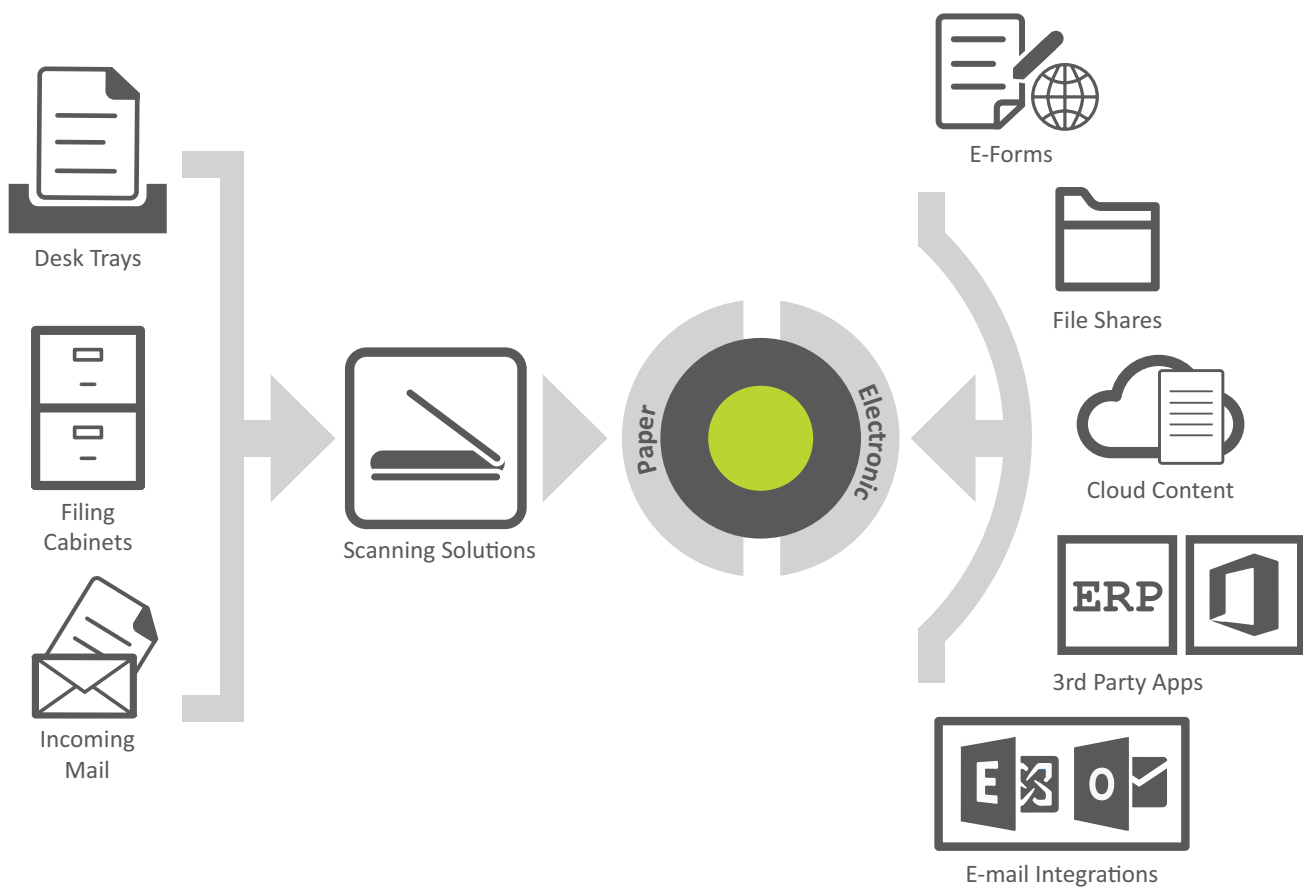 Desk Trays
Filing
Cabinets
Incoming
Mail
Scanning Solutions
Paper
Electronic
E-Forms
File Shares
Cloud Content
ERP
3rd Party Apps
E
O
E-mail Integrations